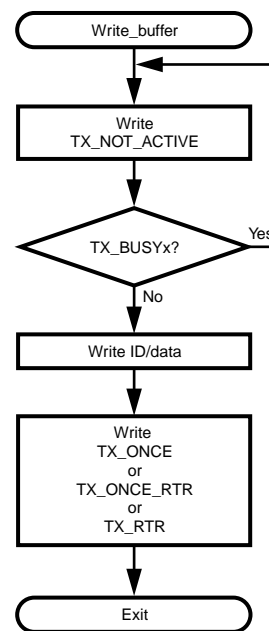 Write_buffer
Write
TX_NOT_ACTIVE
TX_BUSYx?
Yes
No
Write ID/data
Write
TX_ONCE
or
TX_ONCE_RTR
or
TX_RTR
Exit